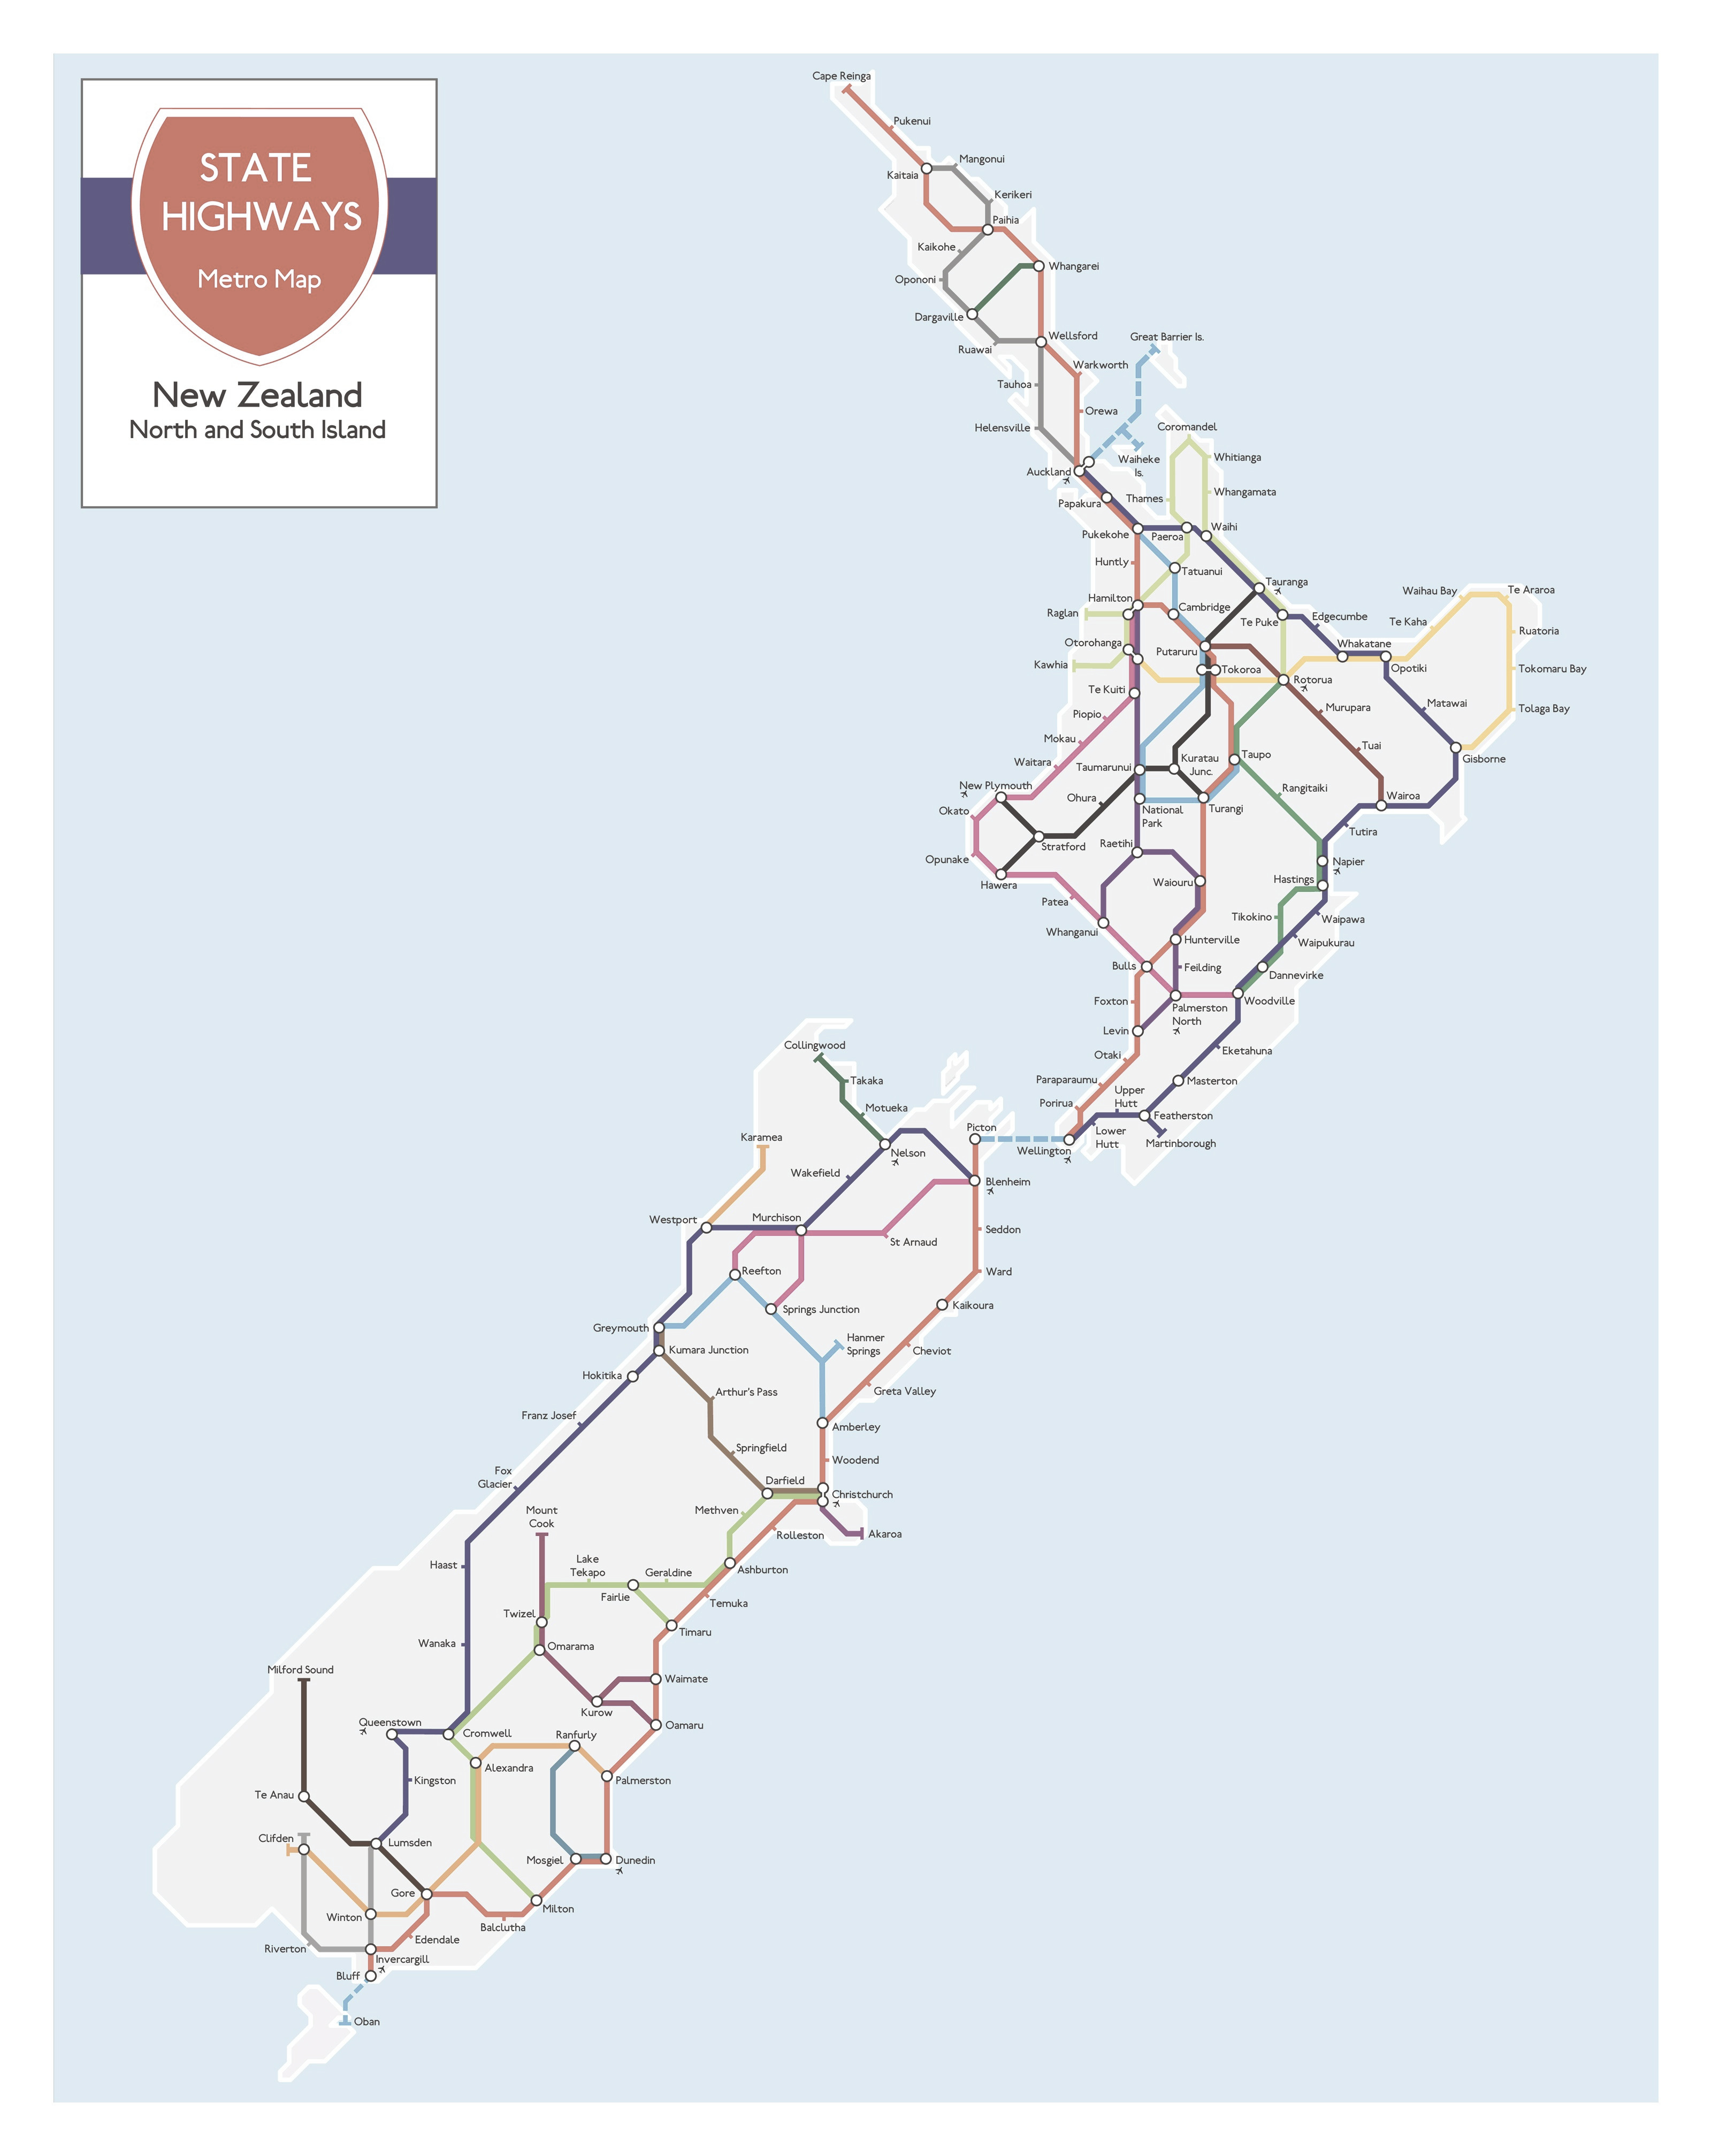 STATE
HIGHWAYS
Metro Map
New Zealand
North and South Island
Cape Reinga
Pukenui
Mangonui
Kaitaia
Kerikeri
Paihia
Kaikohe
Whangarei
Opononi
Dargaville
Wellsford
Great Barrier Is.
Ruawai
Warkworth
Tauhoa
Orewa
Helensville
Coromandel
Whitianga
Waiheke
Is.
Auckland
Whangamata
Thames
Papakura
Waihi
Pukekohe
Paeroa
Huntly
Tatuanui
Tauranga
Waihau Bay
Te Araroa
Hamilton
Cambridge
Raglan
Edgecumbe
Te Kaha
Te Puke
Ruatoria
Otorohanga
Whakatane
Putaruru
Kawhia
Tokoroa
Opotiki
Tokomaru Bay
Rotorua
Te Kuiti
Matawai
Murupara
Tolaga Bay
Piopio
Mokau
Tuai
Kuratau
Junc.
Taupo
Gisborne
Waitara
Taumarunui
New Plymouth
Rangitaiki
Ohura
Wairoa
Okato
National
Park
Turangi
Tutira
Raetihi
Stratford
Opunake
Napier
Hastings
Hawera
Waiouru
Patea
Tikokino
Waipawa
Whanganui
Hunterville
Waipukurau
Bulls
Feilding
Dannevirke
Foxton
Woodville
Palmerston
North
Levin
Collingwood
Otaki
Eketahuna
Takaka
Paraparaumu
Masterton
Upper
Hutt
Motueka
Porirua
Featherston
Picton
Lower
Hutt
Karamea
Martinborough
Wellington
Nelson
Wakefield
Blenheim
Murchison
Westport
Seddon
St Arnaud
Reefton
Ward
Kaikoura
Springs Junction
Greymouth
Hanmer
Springs
Kumara Junction
Cheviot
Hokitika
Arthur's Pass
Greta Valley
Franz Josef
Amberley
Springfield
Woodend
Fox
Glacier
Darfield
Christchurch
Mount
Cook
Methven
Akaroa
Rolleston
Haast
Lake
Tekapo
Geraldine
Ashburton
Fairlie
Temuka
Twizel
Timaru
Wanaka
Omarama
Milford Sound
Waimate
Kurow
Queenstown
Oamaru
Cromwell
Ranfurly
Alexandra
Kingston
Palmerston
Te Anau
Clifden
Lumsden
Mosgiel
Dunedin
Gore
Milton
Winton
Balclutha
Edendale
Riverton
Invercargill
Bluff
Oban